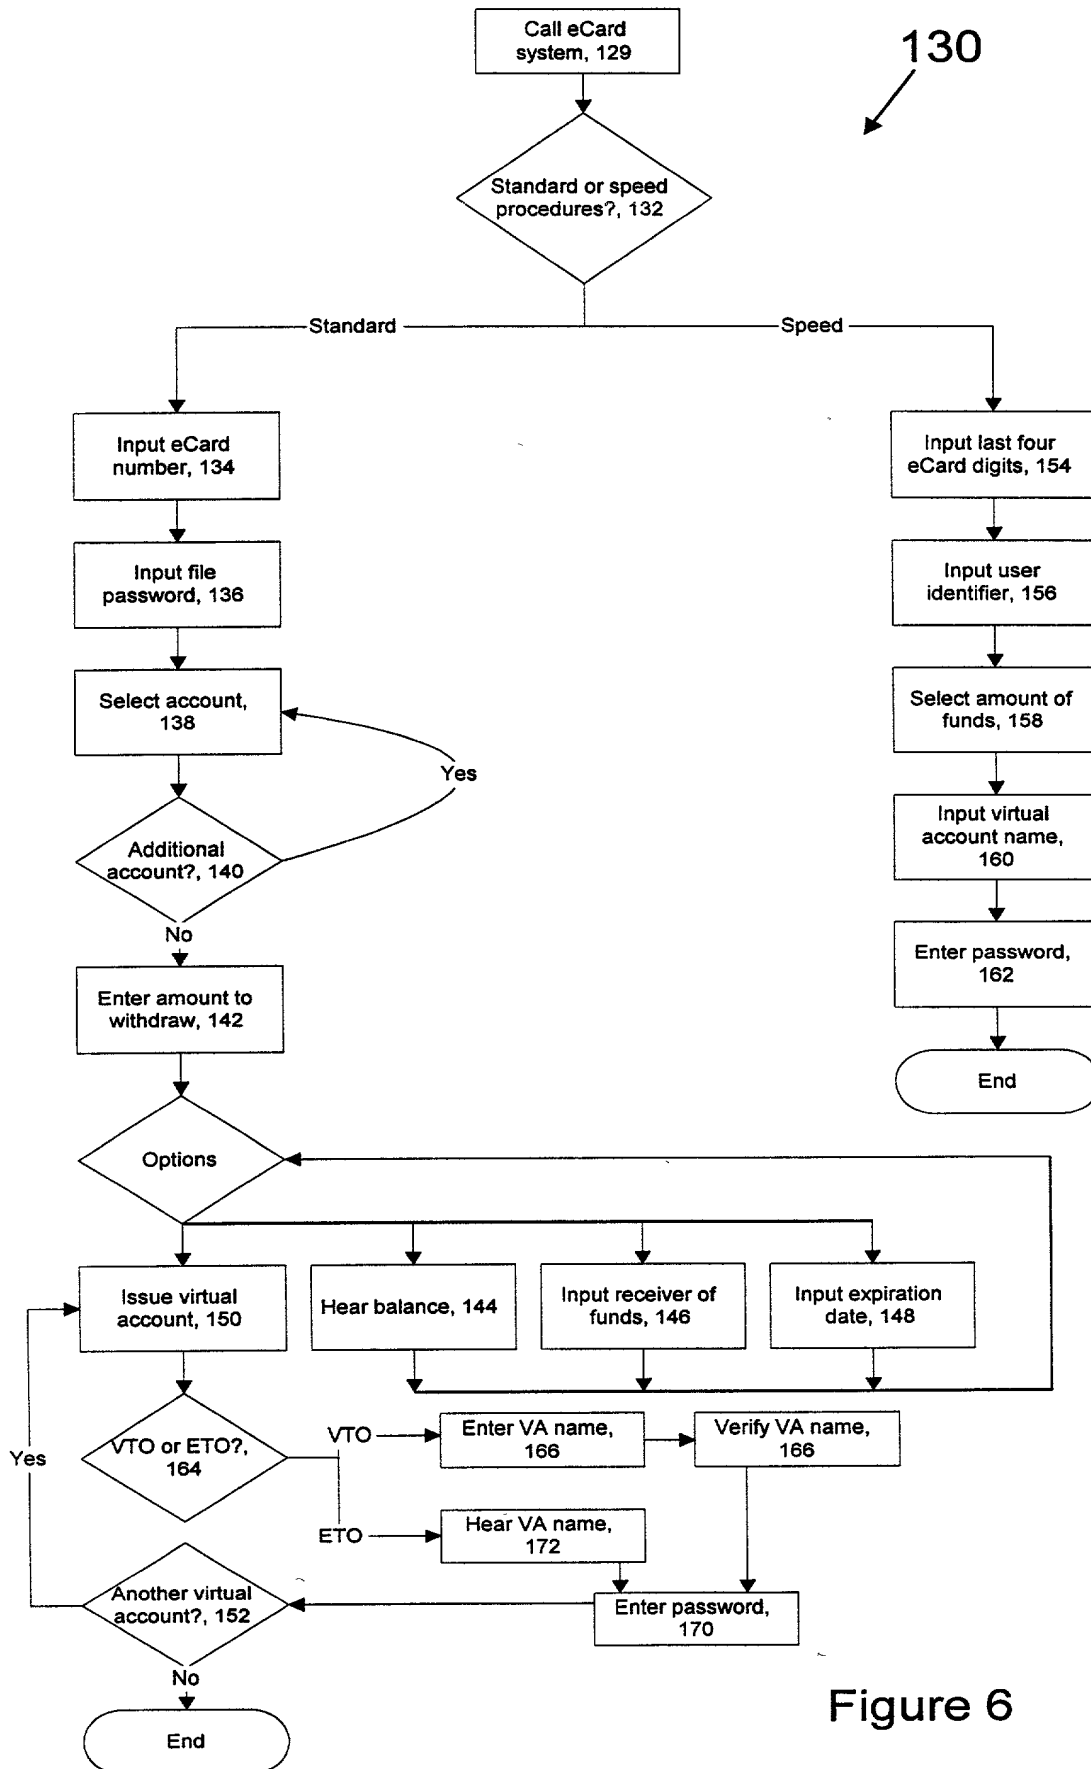 Call eCard
system, 129
130
Standard or speed
procedures?, 132
Standard
Speed
Input eCard
number, 134
Input last four
eCard digits, 154
Input file
password, 136
Input user
identifier, 156
Select account,
138
Select amount of
funds, 158
Yes
Additional
account?, 140
Input virtual
account name,
160
No
Enter amount to
withdraw, 142
Enter password,
162
End
Options
Issue virtual
account, 150
Hear balance, 144
Input receiver of
funds, 146
Input expiration
date, 148
Yes
VTO or ETO?,
164
VTO
Enter VA name,
166
Verify VA name,
166
ETO
Hear VA name,
172
Another virtual
account?, 152
Enter password,
170
No
End
Figure 6